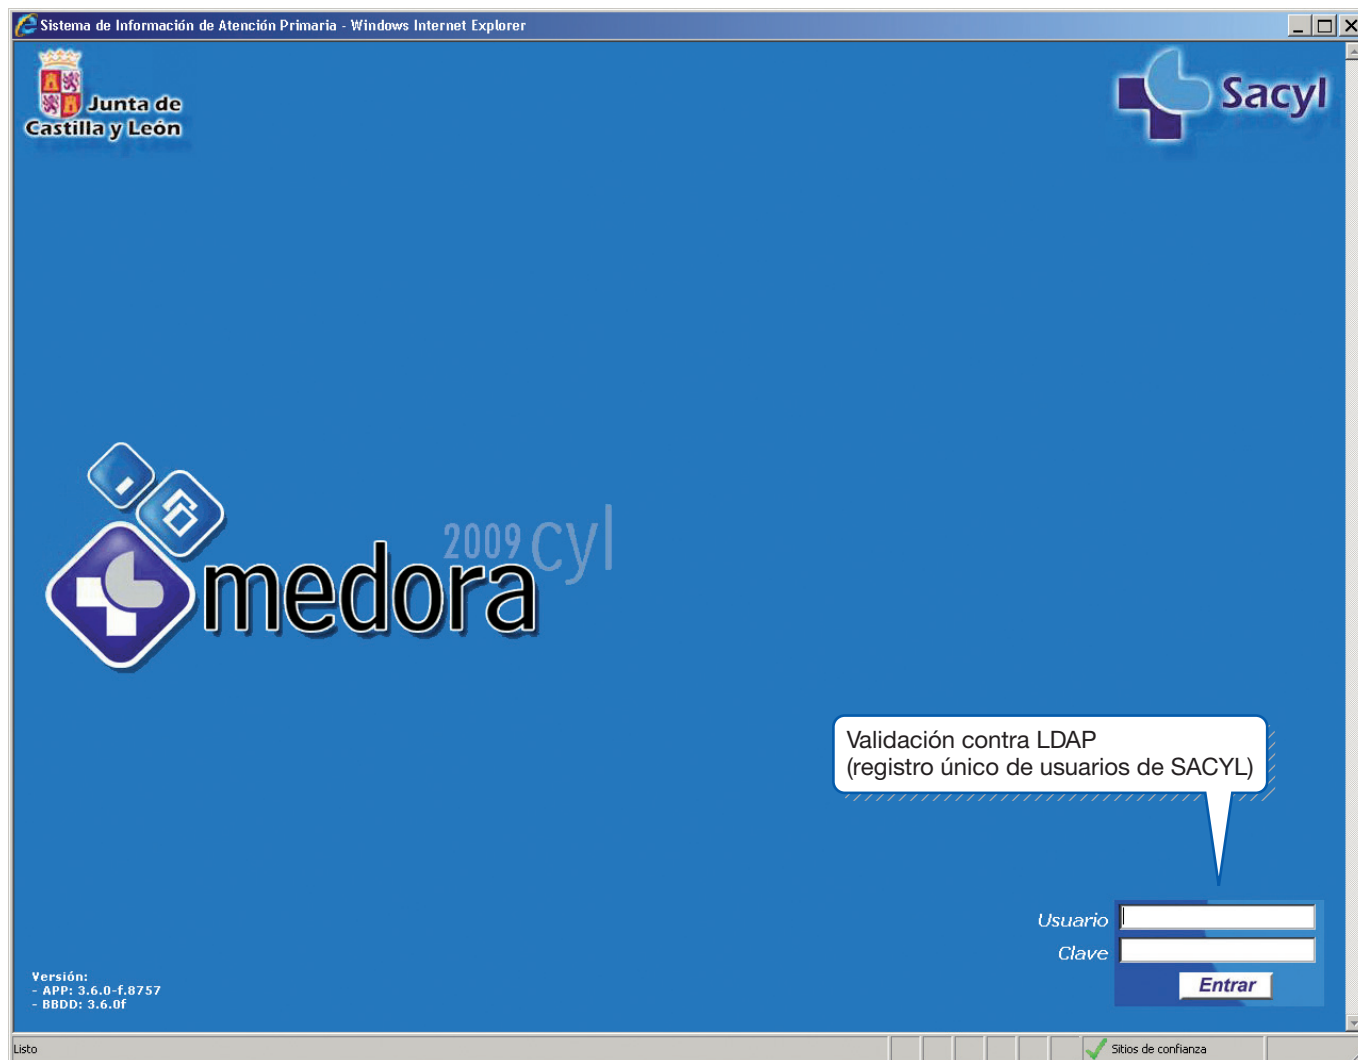 Sistema de Información de Atención Primaria - Windows Internet Explorer
Junta de
Castilla y León
Sacyl
2009 cyl
medora
Validación contra LDAP
(registro único de usuarios de SACYL)
Usuario
Clave
Entrar
Versión:
- APP: 3.6.0-f.8757
- BBDD: 3.6.0f
Listo
Sitios de confianza